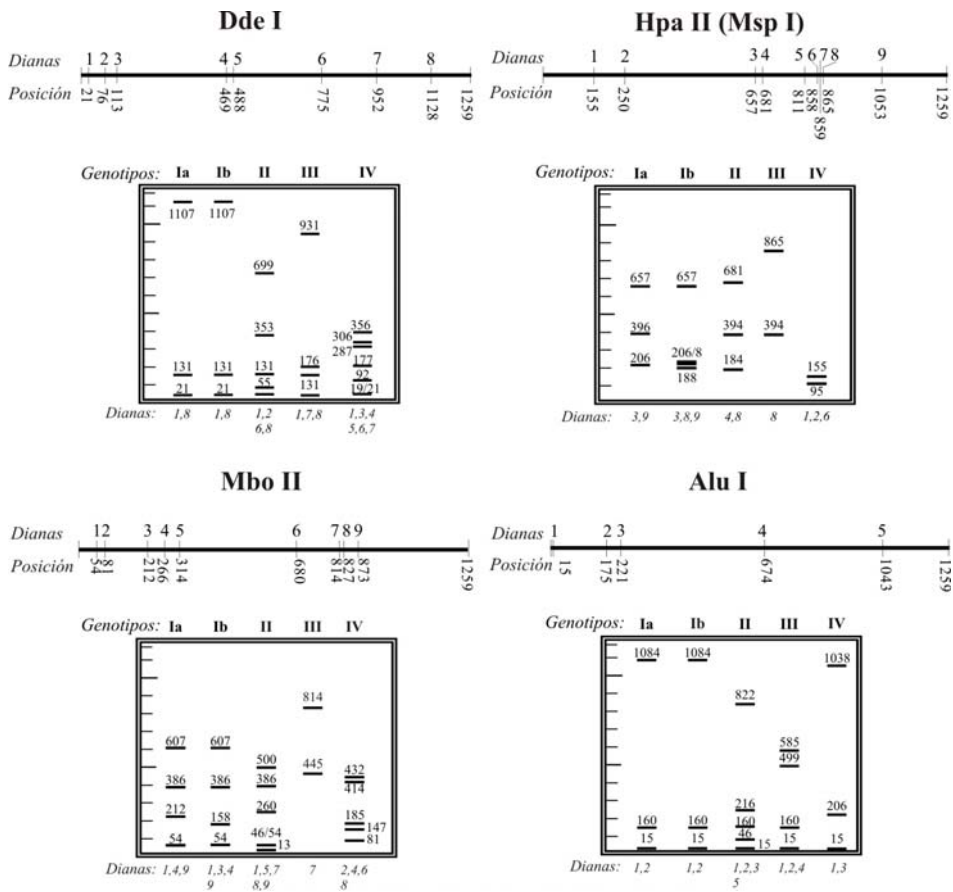 Dde I
Dianas 1 2 3 4 5 6 7 8
Posición 21 76 113 469 488 775 952 1128 1259
Genotipos: Ia Ib II III IV
1107 1107
931
699
353 356
306
287
131 131 131 176 177
55 131 92
21 21 19/21
Dianas: 1,8 1,8 1,2 1,7,8 1,3,4
6,8 5,6,7
Hpa II (Msp I)
Dianas 1 2 3 4 5 6 7 8 9
Posición 155 250 657 681 811 858 859 865 1053 1259
Genotipos: Ia Ib II III IV
865
657 657 681
396 394 394
206 206/8 184
188 155
95
Dianas: 3,9 3,8,9 4,8 8 1,2,6
Mbo II
Dianas 1 2 3 4 5 6 7 8 9
Posición 54 81 212 266 314 680 814 827 873 1259
Genotipos: Ia Ib II III IV
814
607 607
500 445 432
386 386 386 414
212 260 185
158 147
54 54 46/54 13 81
Dianas: 1,4,9 1,3,4 1,5,7 7 2,4,6
9 8,9 8
Alu I
Dianas 1 2 3 4 5
Posición 15 175 221 674 1043 1259
Genotipos: Ia Ib II III IV
1084 1084 1038
822
585
499
216 206
160 160 160 160
46
15 15 15 15 15
Dianas: 1,2 1,2 1,2,3 1,2,4 1,3
5